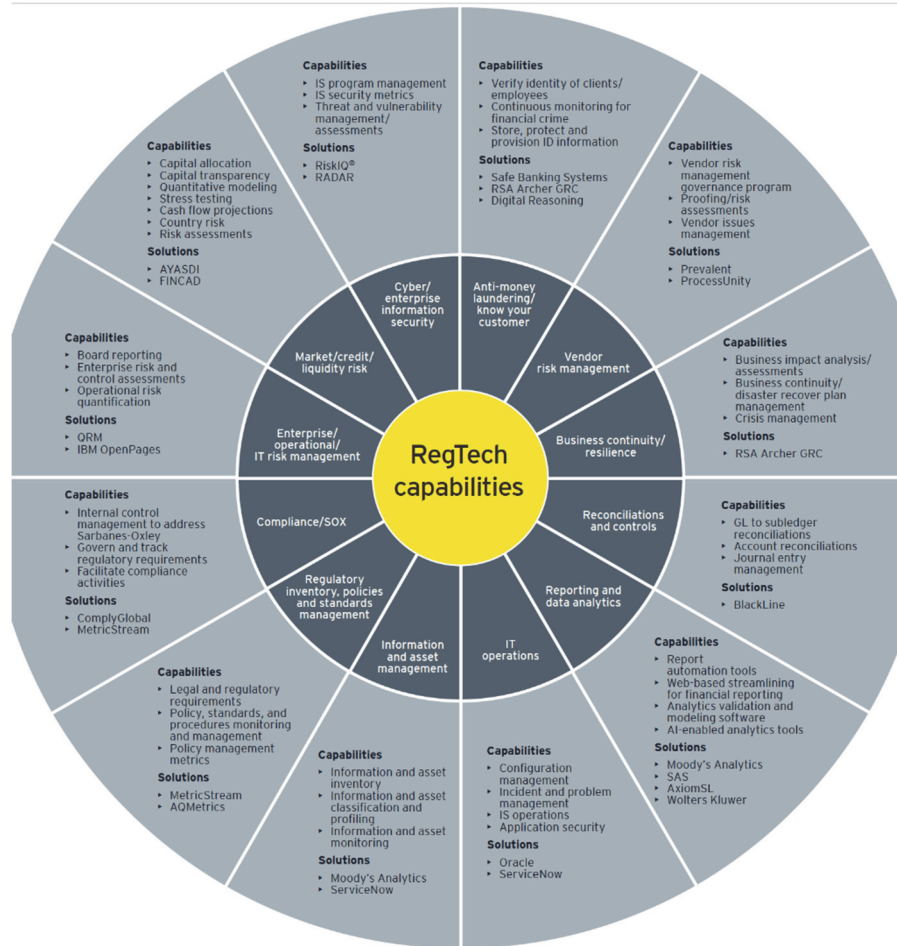 RegTech
capabilities
Cyber/
enterprise
information
security
Capabilities
‣ IS program management
‣ IS security metrics
‣ Threat and vulnerability
management/
assessments
Solutions
‣ RiskIQ®
‣ RADAR
Anti-money
laundering/
know your
customer
Capabilities
‣ Verify identity of clients/
employees
‣ Continuous monitoring for
financial crime
‣ Store, protect and
provision ID information
Solutions
‣ Safe Banking Systems
‣ RSA Archer GRC
‣ Digital Reasoning
Vendor
risk management
Capabilities
‣ Vendor risk
management
governance program
‣ Proofing/risk
assessments
‣ Vendor issues
management
Solutions
‣ Prevalent
‣ ProcessUnity
Business continuity/
resilience
Capabilities
‣ Business impact analysis/
assessments
‣ Business continuity/
disaster recover plan
management
‣ Crisis management
Solutions
‣ RSA Archer GRC
Reconciliations
and controls
Capabilities
‣ GL to subledger
reconciliations
‣ Account reconciliations
‣ Journal entry
management
Solutions
‣ BlackLine
Reporting and
data analytics
Capabilities
‣ Report
automation tools
‣ Web-based streamlining
for financial reporting
‣ Analytics validation and
modeling software
‣ AI-enabled analytics tools
Solutions
‣ Moody's Analytics
‣ SAS
‣ AxiomSL
‣ Wolters Kluwer
IT
operations
Capabilities
‣ Configuration
management
‣ Incident and problem
management
‣ IS operations
‣ Application security
Solutions
‣ Oracle
‣ ServiceNow
Information
and asset
management
Capabilities
‣ Information and asset
inventory
‣ Information and asset
classification and
profiling
‣ Information and asset
monitoring
Solutions
‣ Moody's Analytics
‣ ServiceNow
Regulatory
inventory, policies
and standards
management
Capabilities
‣ Legal and regulatory
requirements
‣ Policy, standards, and
procedures monitoring
and management
‣ Policy management
metrics
Solutions
‣ MetricStream
‣ AQMetrics
Compliance/SOX
Capabilities
‣ Internal control
management to address
Sarbanes-Oxley
‣ Govern and track
regulatory requirements
‣ Facilitate compliance
activities
Solutions
‣ ComplyGlobal
‣ MetricStream
Enterprise/
operational/
IT risk management
Capabilities
‣ Board reporting
‣ Enterprise risk and
control assessments
‣ Operational risk
quantification
Solutions
‣ QRM
‣ IBM OpenPages
Market/credit/
liquidity risk
Capabilities
‣ Capital allocation
‣ Capital transparency
‣ Quantitative modeling
‣ Stress testing
‣ Cash flow projections
‣ Country risk
‣ Risk assessments
Solutions
‣ AYASDI
‣ FINCAD